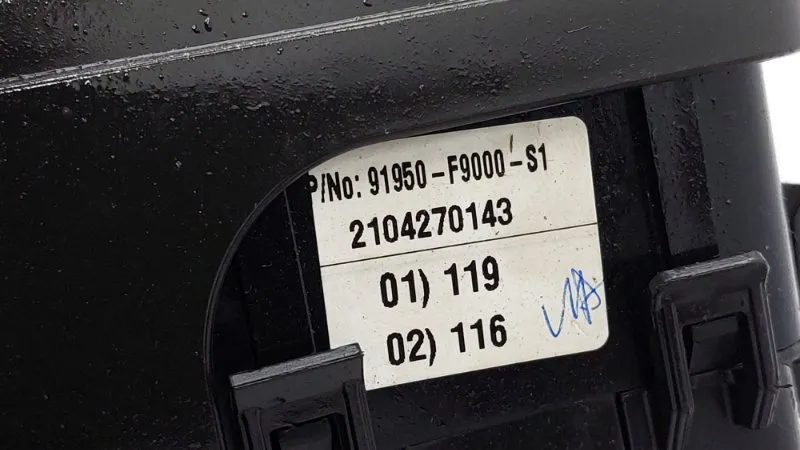 P/No: 91950-F9000-S1
2104270143
01) 119
02) 116